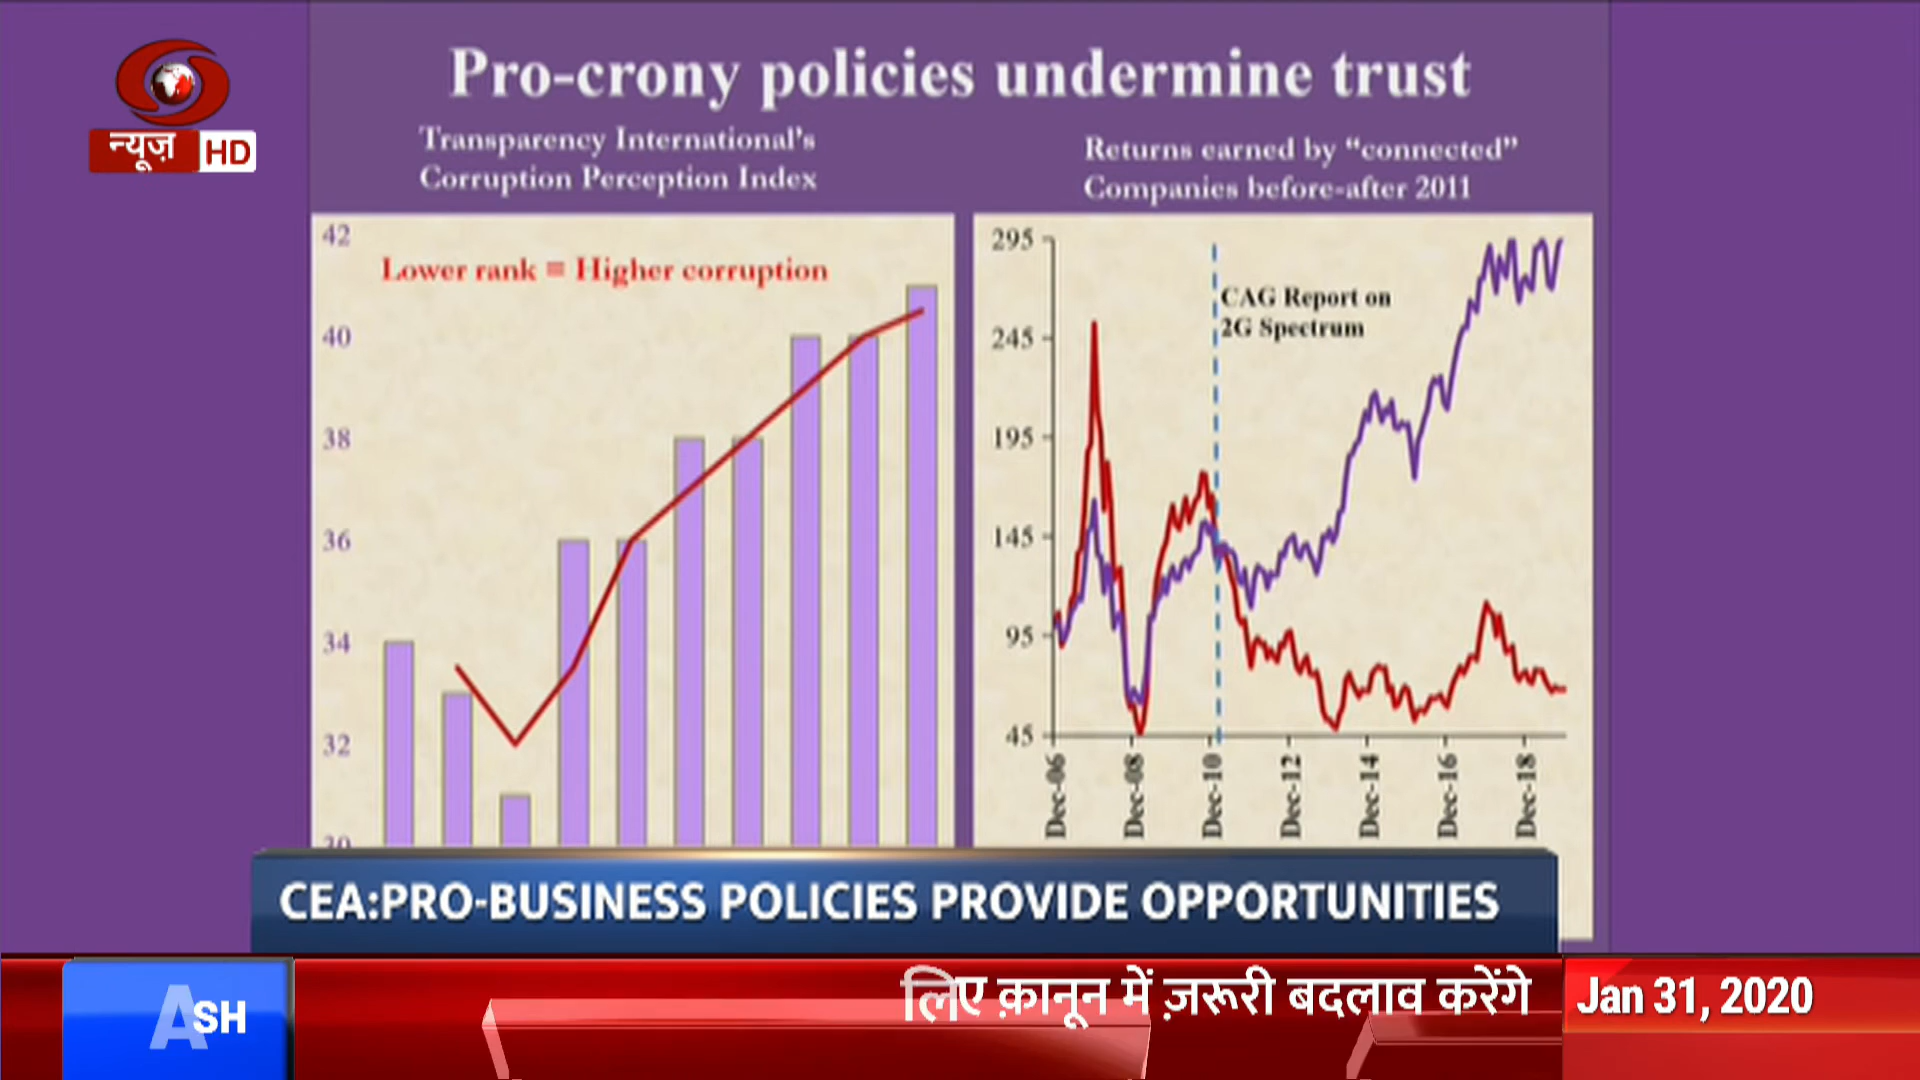 Pro-crony policies undermine trust
न्यूज़ HD
Transparency International's
Corruption Perception Index
Returns earned by “connected”
Companies before-after 2011
42
40
38
36
34
32
30
Lower rank = Higher corruption
295
245
195
145
95
45
CAG Report on
2G Spectrum
Dec-06
Dec-08
Dec-10
Dec-12
Dec-14
Dec-16
Dec-18
CEA:PRO-BUSINESS POLICIES PROVIDE OPPORTUNITIES
लिए क़ानून में ज़रूरी बदलाव करेंगे
Jan 31, 2020